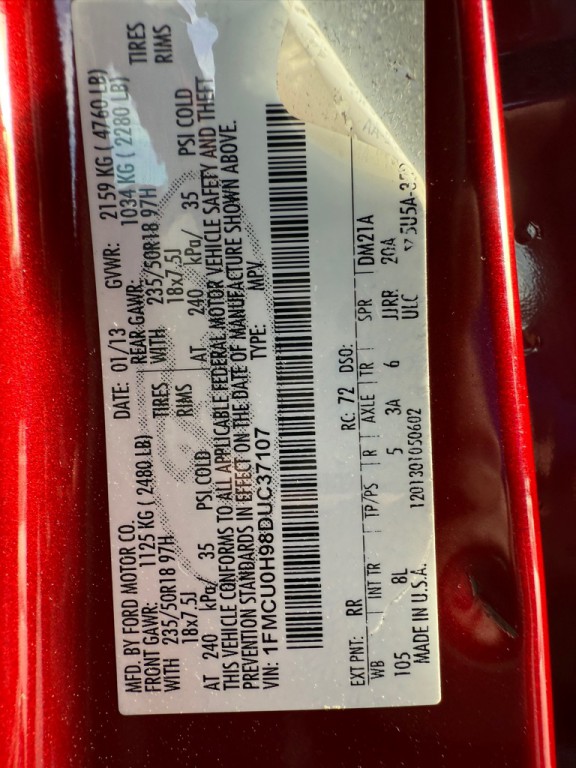 MFD. BY FORD MOTOR CO. DATE: 01/13 GVWR: 2159 KG ( 4760 LB)
FRONT GAWR: 1125 KG ( 2480 LB) REAR GAWR: 1034 KG ( 2280 LB)
WITH 235/50R18 97H TIRES WITH 235/50R18 97H TIRES
18x7.5J RIMS 18x7.5J RIMS
AT 240 kPa/ 35 PSI COLD AT 240 kPa/ 35 PSI COLD
THIS VEHICLE CONFORMS TO ALL APPLICABLE FEDERAL MOTOR VEHICLE SAFETY AND THEFT
PREVENTION STANDARDS IN EFFECT ON THE DATE OF MANUFACTURE SHOWN ABOVE.
VIN: 1FMCU0H98DUC37107 TYPE: MPV
EXT PNT: RR RC: 72 DSO:
WB INT TR TP/PS R AXLE TR SPR DM21A
105 8L 5 3A 6 JJRR 20A
MADE IN U.S.A. 1201301050602 ULC